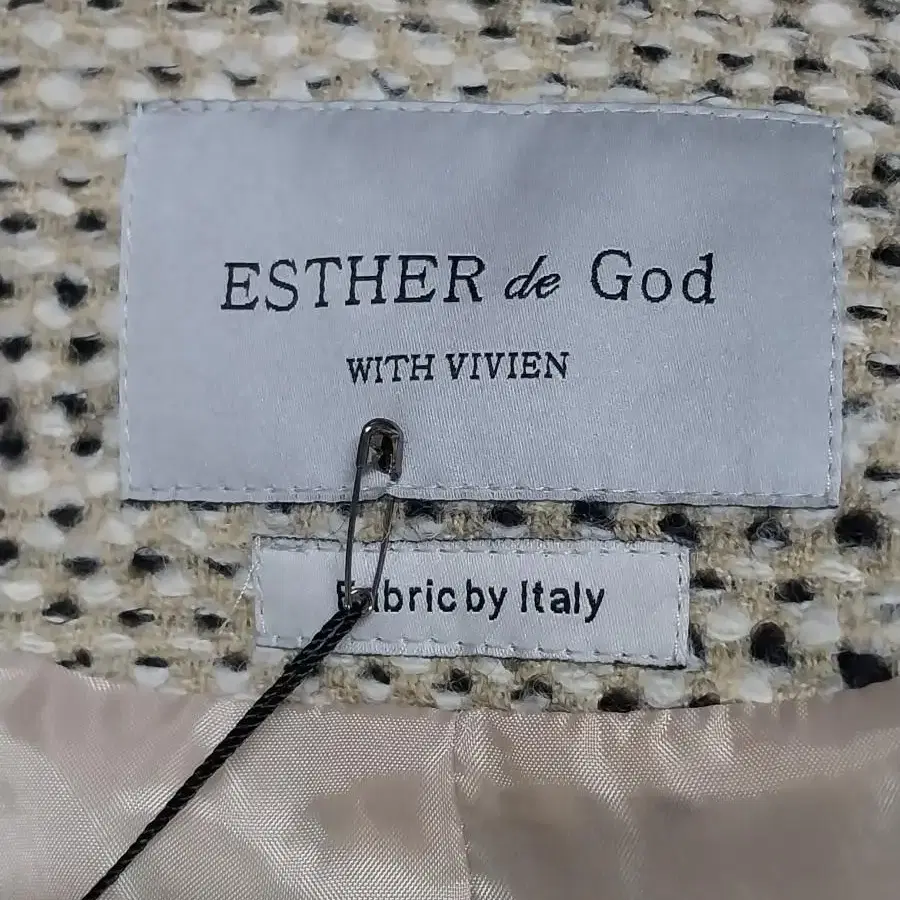 ESTHER de God
WITH VIVIEN
Fabric by Italy